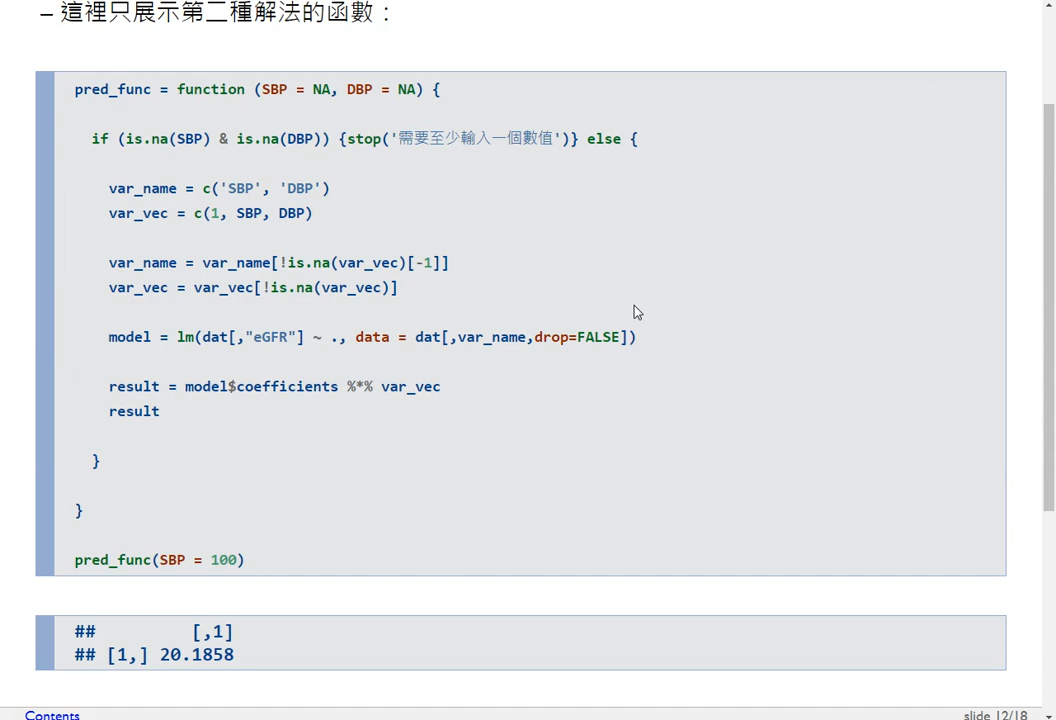 – 這裡只展示第二種解法的函數：
pred_func = function (SBP = NA, DBP = NA) {
if (is.na(SBP) & is.na(DBP)) {stop('需要至少輸入一個數值')} else {
var_name = c('SBP', 'DBP')
var_vec = c(1, SBP, DBP)
var_name = var_name[!is.na(var_vec)[-1]]
var_vec = var_vec[!is.na(var_vec)]
model = lm(dat[,"eGFR"] ~ ., data = dat[,var_name,drop=FALSE])
result = model$coefficients %*% var_vec
result
}
}
pred_func(SBP = 100)
## [,1]
## [1,] 20.1858
Contents
slide 12/18